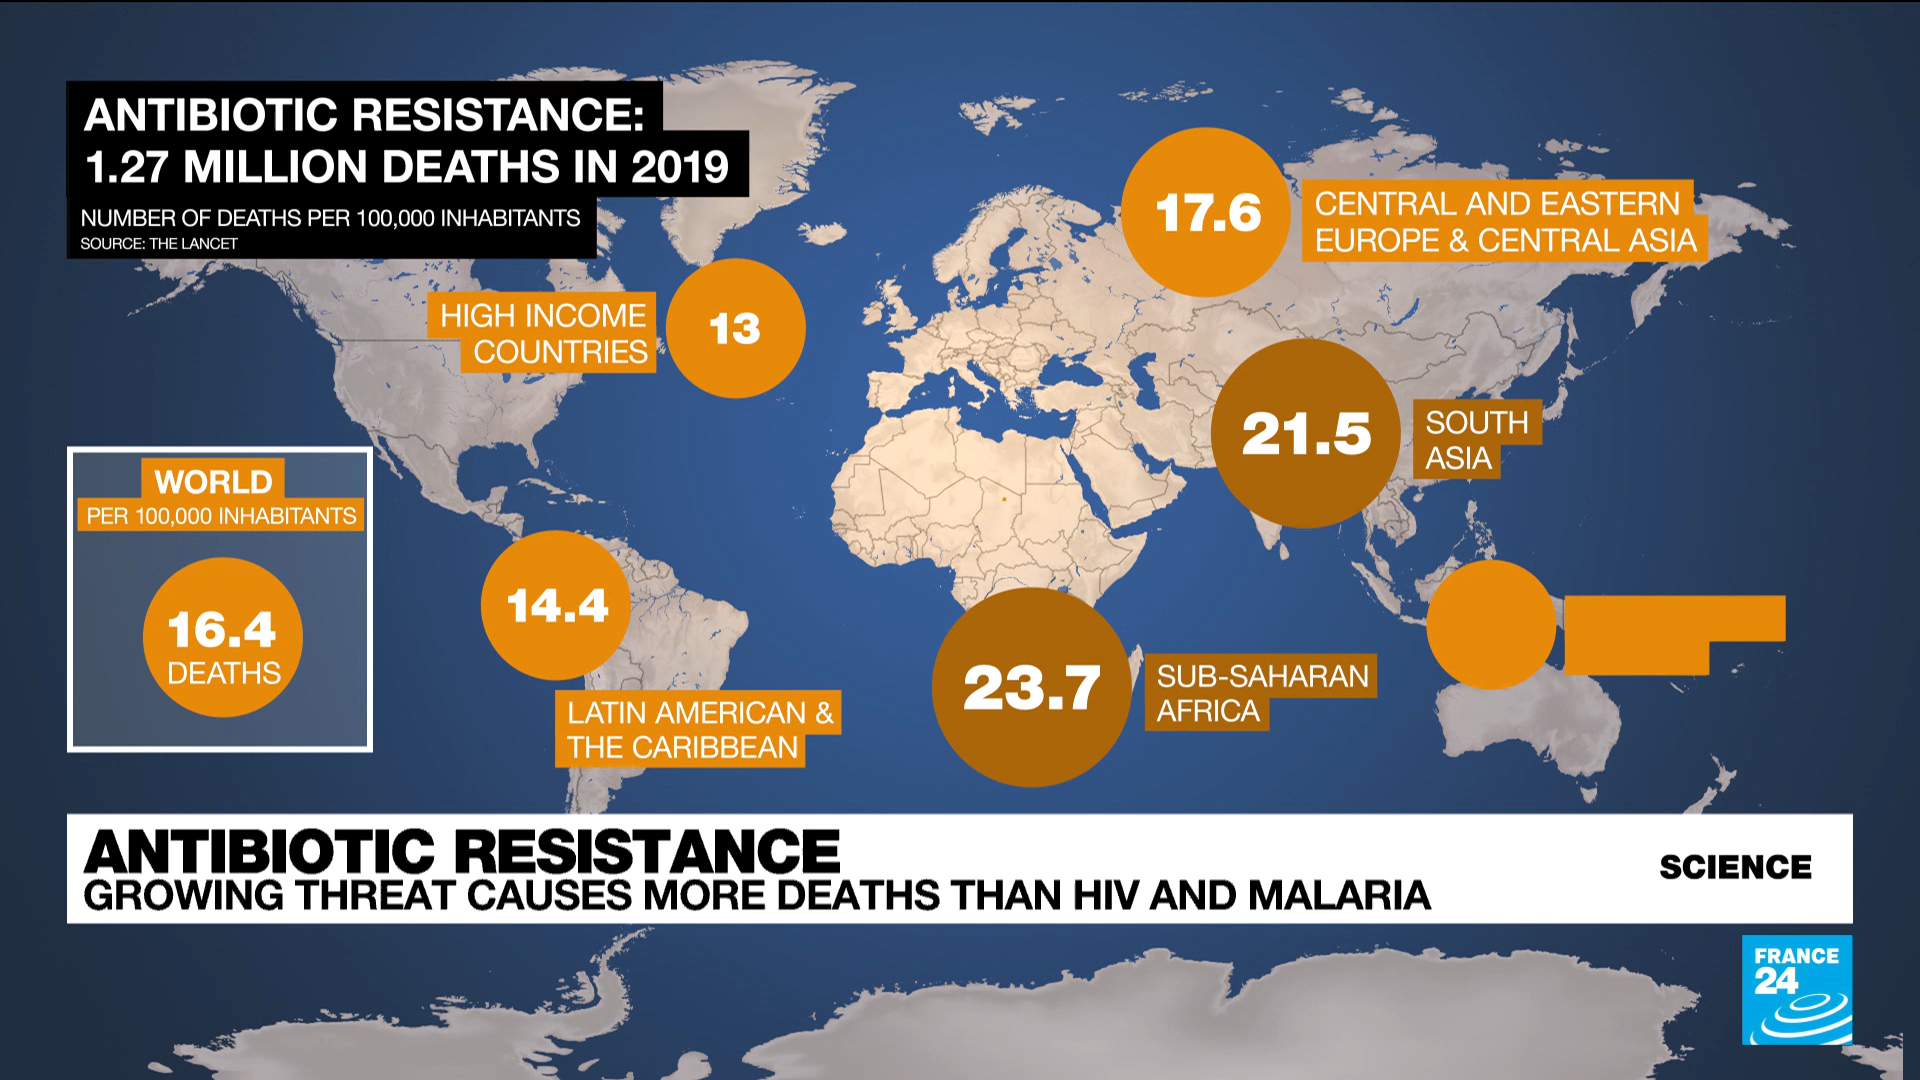 ANTIBIOTIC RESISTANCE:
1.27 MILLION DEATHS IN 2019
NUMBER OF DEATHS PER 100,000 INHABITANTS
SOURCE: THE LANCET
17.6
CENTRAL AND EASTERN
EUROPE & CENTRAL ASIA
HIGH INCOME
COUNTRIES
13
21.5
SOUTH
ASIA
WORLD
PER 100,000 INHABITANTS
16.4
DEATHS
14.4
LATIN AMERICAN &
THE CARIBBEAN
23.7
SUB-SAHARAN
AFRICA
ANTIBIOTIC RESISTANCE
GROWING THREAT CAUSES MORE DEATHS THAN HIV AND MALARIA
SCIENCE
FRANCE
24